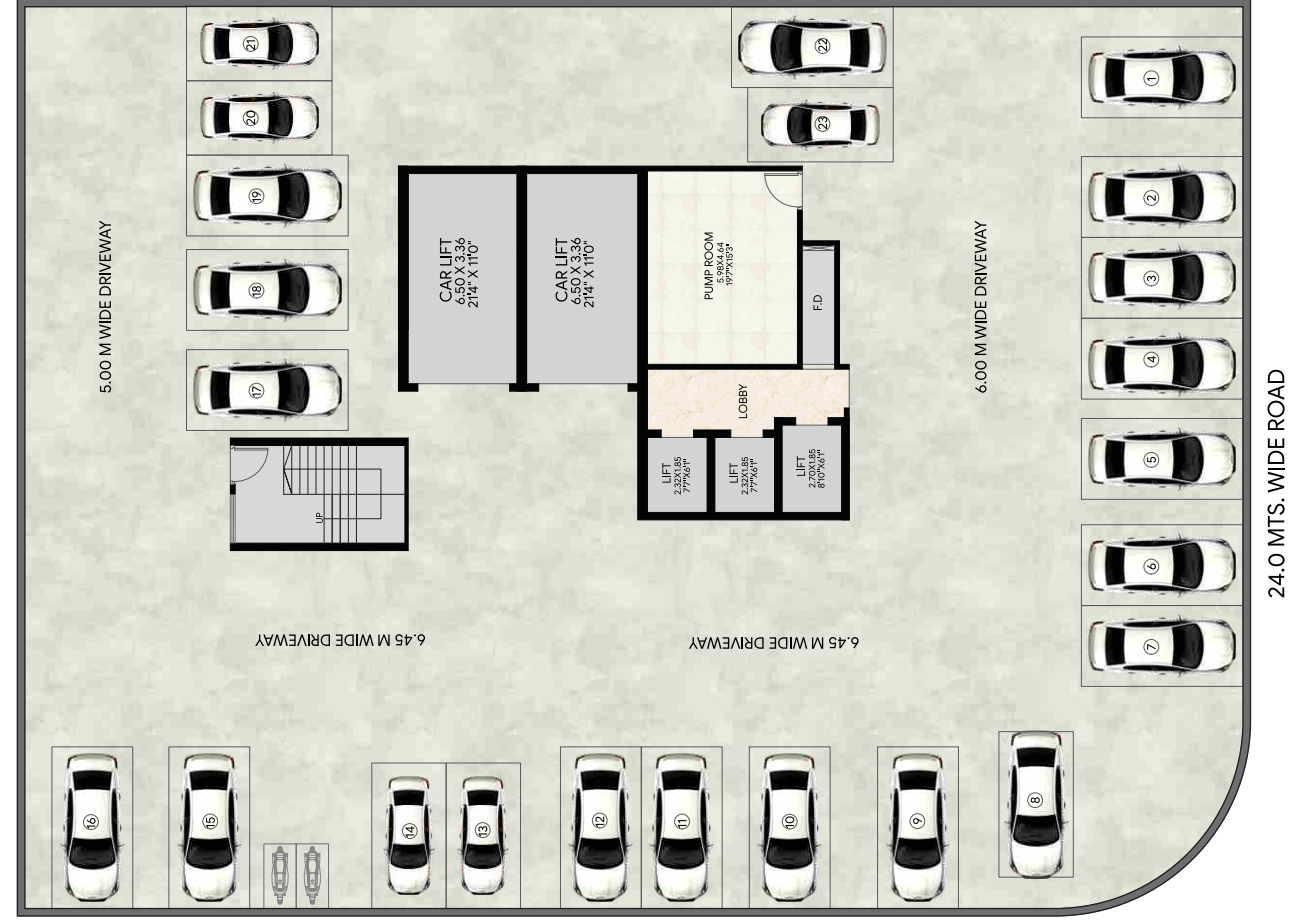 21
22
1
20
23
19
2
5.00 M WIDE DRIVEWAY
18
CAR LIFT
6.50 X 3.36
21'4" X 11'0"
CAR LIFT
6.50 X 3.36
21'4" X 11'0"
PUMP ROOM
5.98X4.64
19'7"X15'3"
F.D
6.00 M WIDE DRIVEWAY
3
4
17
LOBBY
5
LIFT
2.32X1.85
7'7"X6'1"
LIFT
2.32X1.85
7'7"X6'1"
LIFT
2.70X1.85
8'10"X6'1"
UP
24.0 MTS. WIDE ROAD
6
7
6.45 M WIDE DRIVEWAY
6.45 M WIDE DRIVEWAY
16
15
14
13
12
11
10
9
8